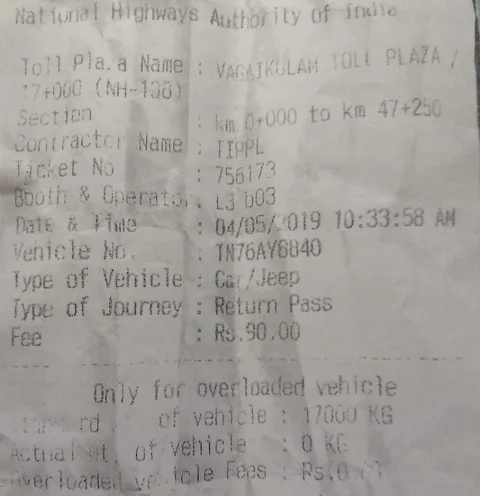 National Highways Authority of India
Toll Plaza Name : VAGAIKULAM TOLL PLAZA /
17+000 (NH-138)
Section : km 0+000 to km 47+250
Contractor Name : TIPPL
Ticket No : 756173
Booth & Operator : L3 b03
Date & Time : 04/05/2019 10:33:58 AM
Vehicle No. : TN76AY8840
Type of Vehicle : Car/Jeep
Type of Journey : Return Pass
Fee : Rs.90.00
Only for overloaded vehicle
of vehicle : 17000 KG
Actual wt. of vehicle : 0 KG
Overloaded vehicle Fees :